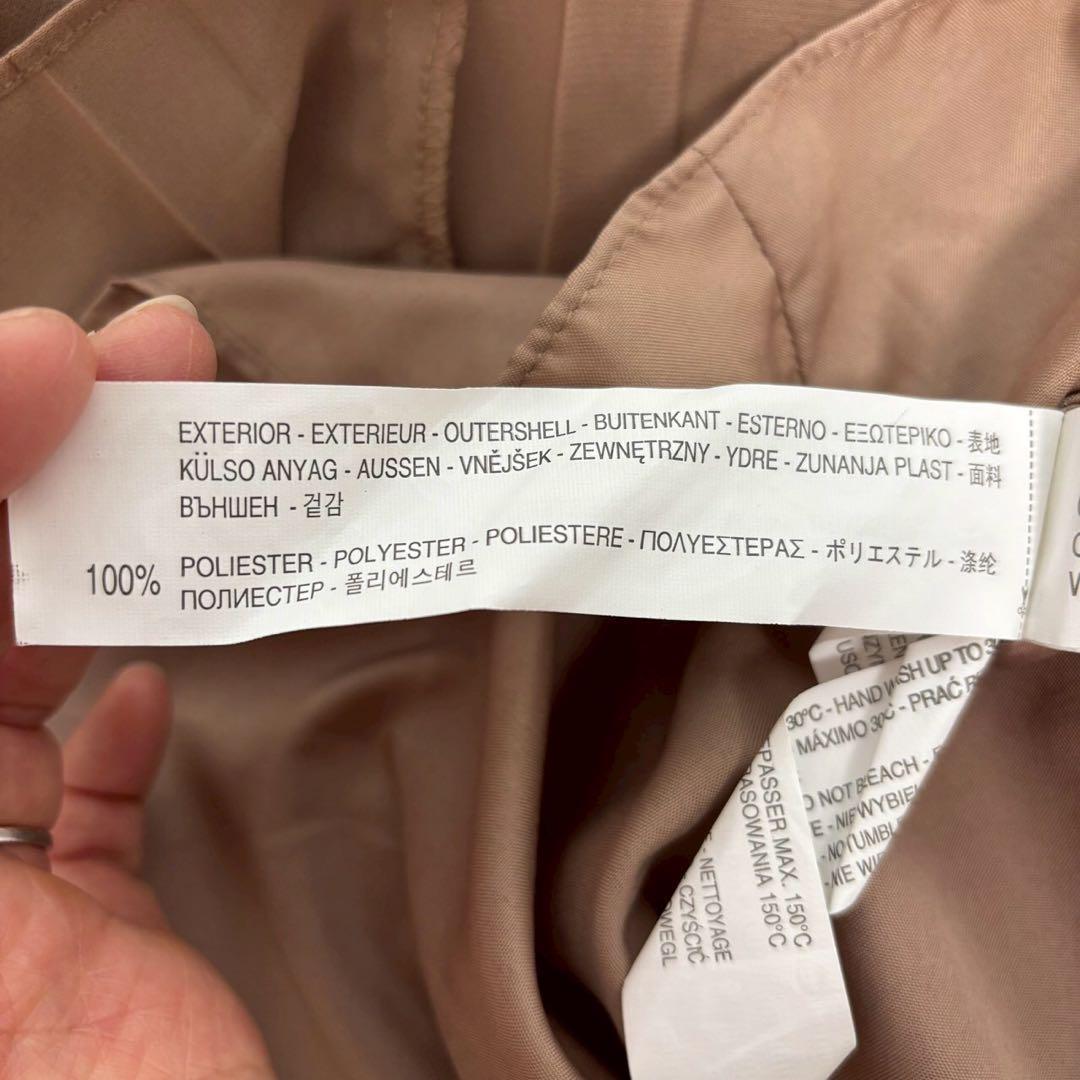 EXTERIOR - EXTERIEUR - OUTERSHELL - BUITENKANT - ESTERNO - ΕΞΩΤΕΡΙΚΟ - 表地
KÜLSO ANYAG - AUSSEN - VNĚJŠEK - ZEWNĘTRZNY - YDRE - ZUNANJA PLAST - 面料
ВЪНШЕН - 겉감
100% POLIESTER - POLYESTER - POLIESTERE - ΠΟΛΥΕΣΤΕΡΑΣ - ポリエステル - 涤纶
ПОЛИЕСТЕР - 폴리에스테르
WASH UP TO
30°C - HAND
MÁXIMO 30°C - PRAČ
NOT BLEACH -
E - NIE WYBIEL
- NO TUMBL
PASSER MAX. 150°C
RASOWANIA 150°C
- NETTOYAGE
CZYŚCIĆ